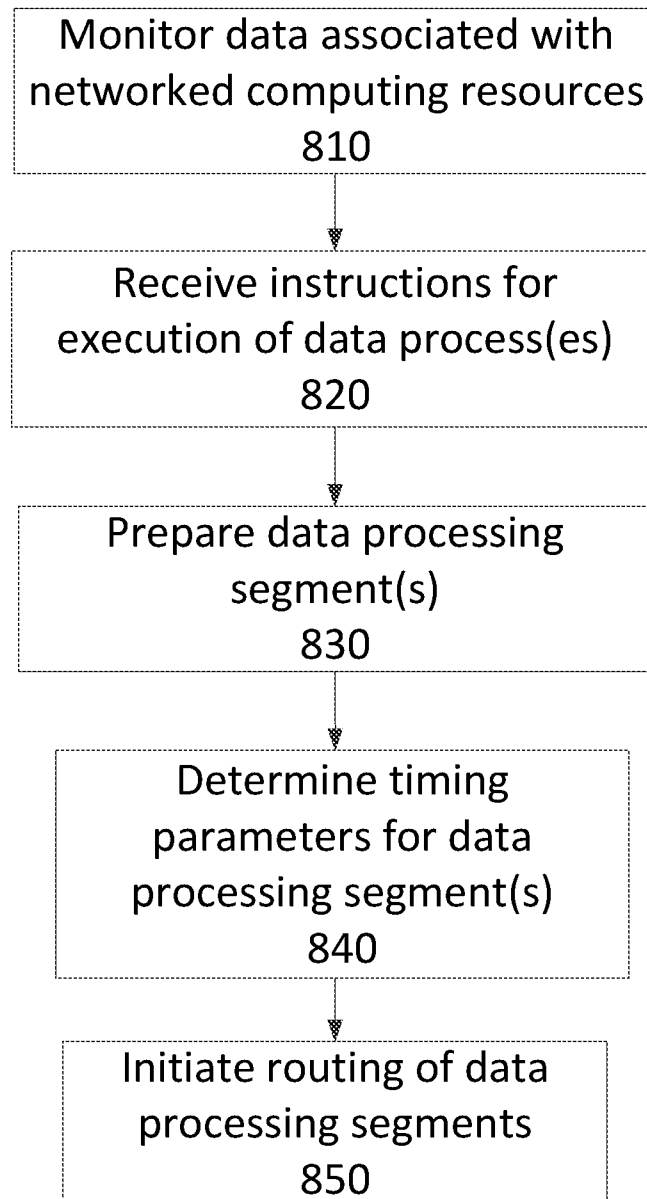 Monitor data associated with
networked computing resources
810
Receive instructions for
execution of data process(es)
820
Prepare data processing
segment(s)
830
Determine timing
parameters for data
processing segment(s)
840
Initiate routing of data
processing segments
850